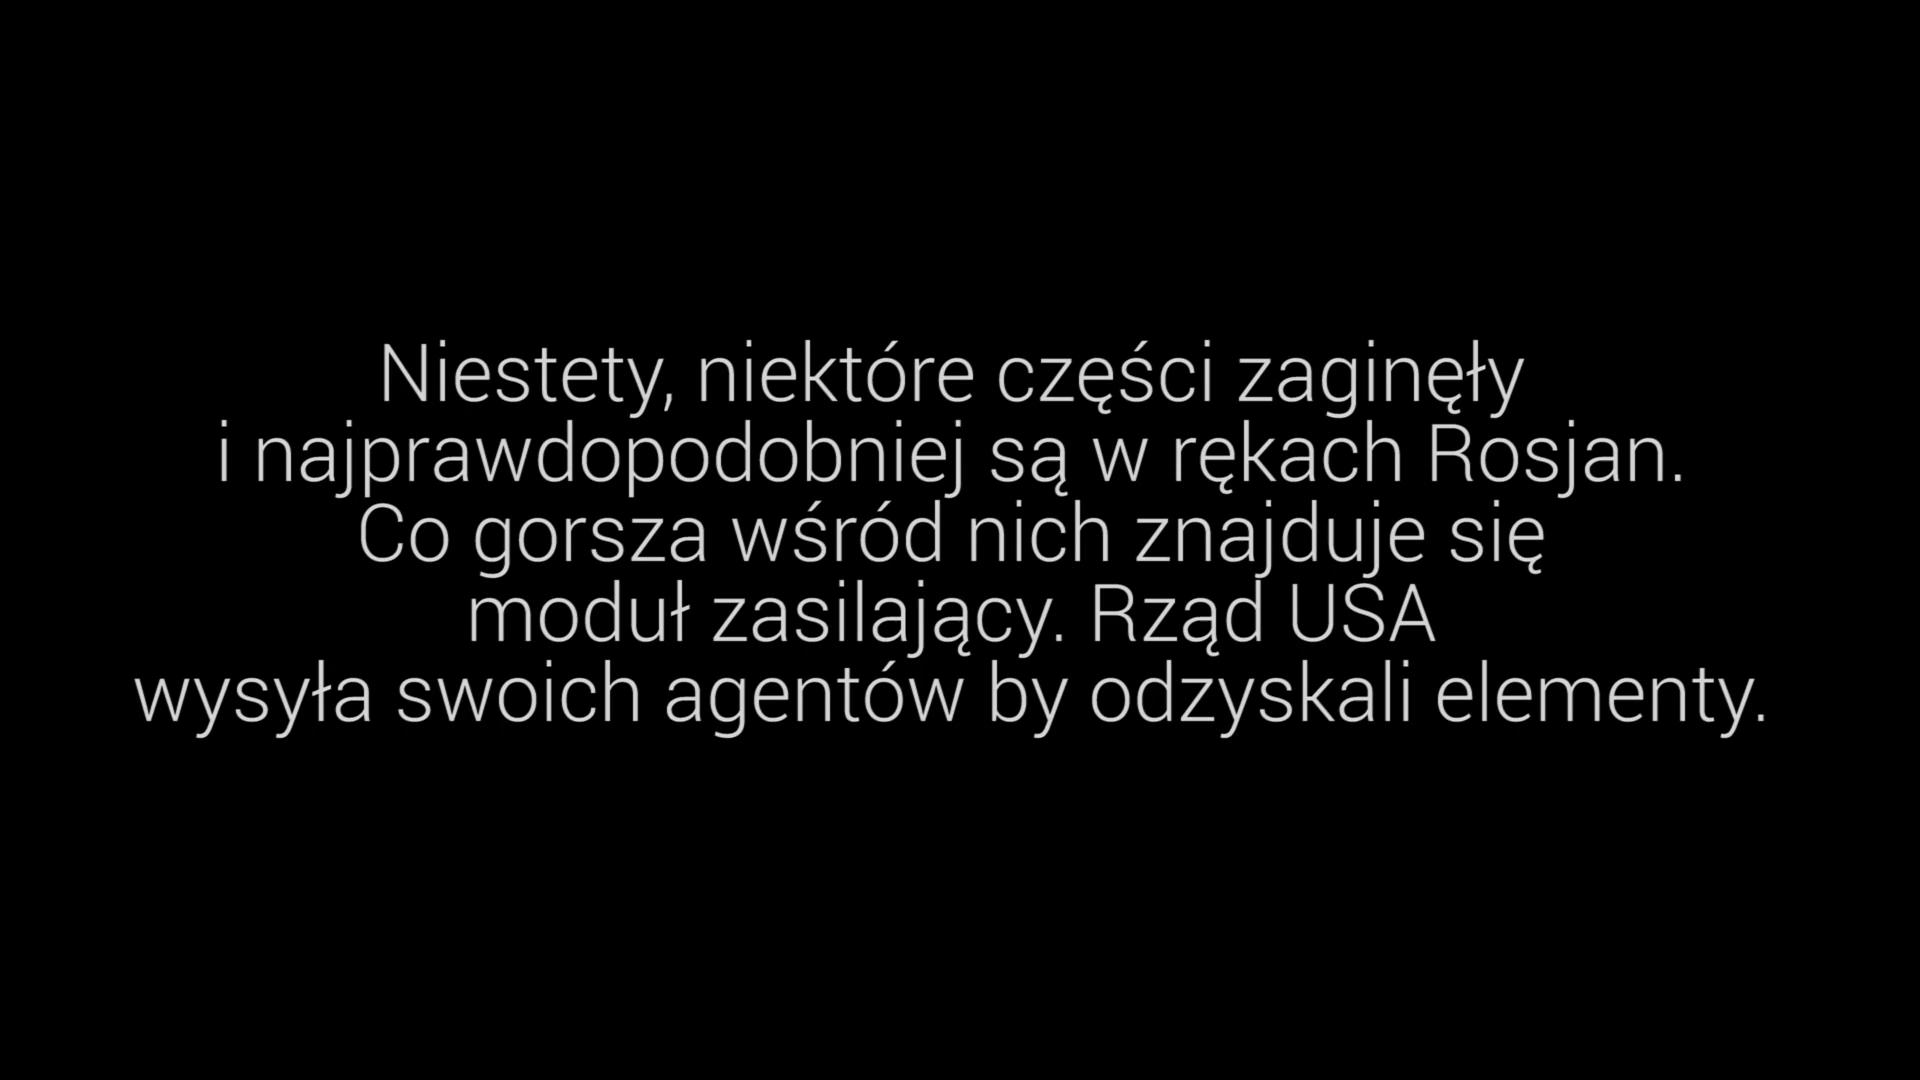 Niestety, niektóre części zaginęły
i najprawdopodobniej są w rękach Rosjan.
Co gorsza wśród nich znajduje się
moduł zasilający. Rząd USA
wysyła swoich agentów by odzyskali elementy.